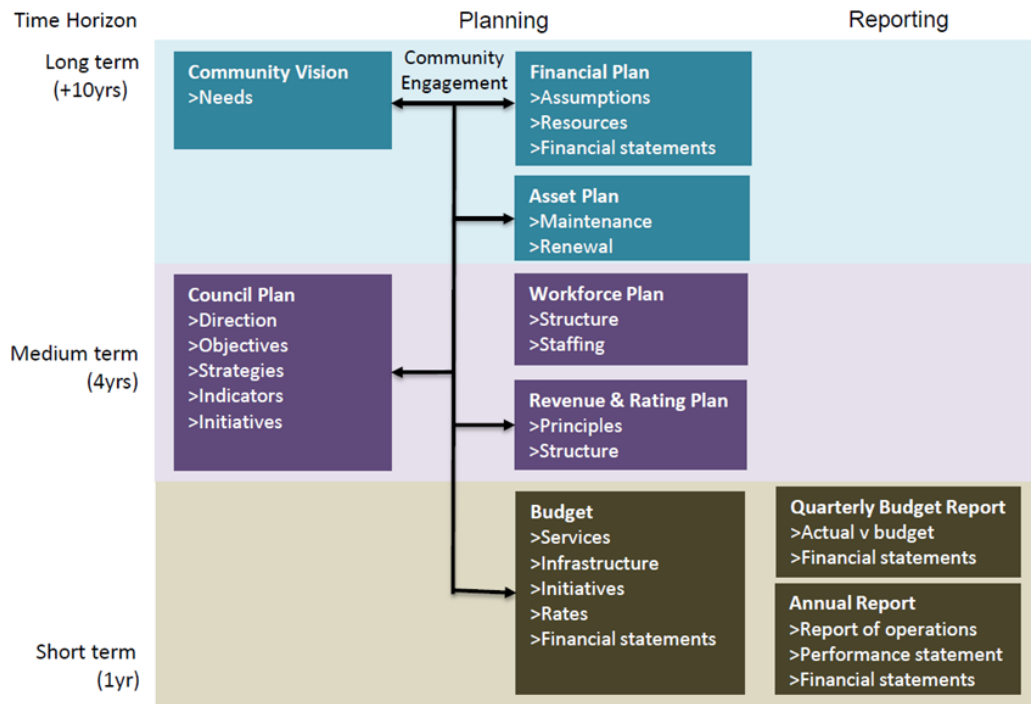 Time Horizon
Planning
Reporting
Long term
(+10yrs)
Community Vision
>Needs
Community
Engagement
Financial Plan
>Assumptions
>Resources
>Financial statements
Asset Plan
>Maintenance
>Renewal
Medium term
(4yrs)
Council Plan
>Direction
>Objectives
>Strategies
>Indicators
>Initiatives
Workforce Plan
>Structure
>Staffing
Revenue & Rating Plan
>Principles
>Structure
Short term
(1yr)
Budget
>Services
>Infrastructure
>Initiatives
>Rates
>Financial statements
Quarterly Budget Report
>Actual v budget
>Financial statements
Annual Report
>Report of operations
>Performance statement
>Financial statements